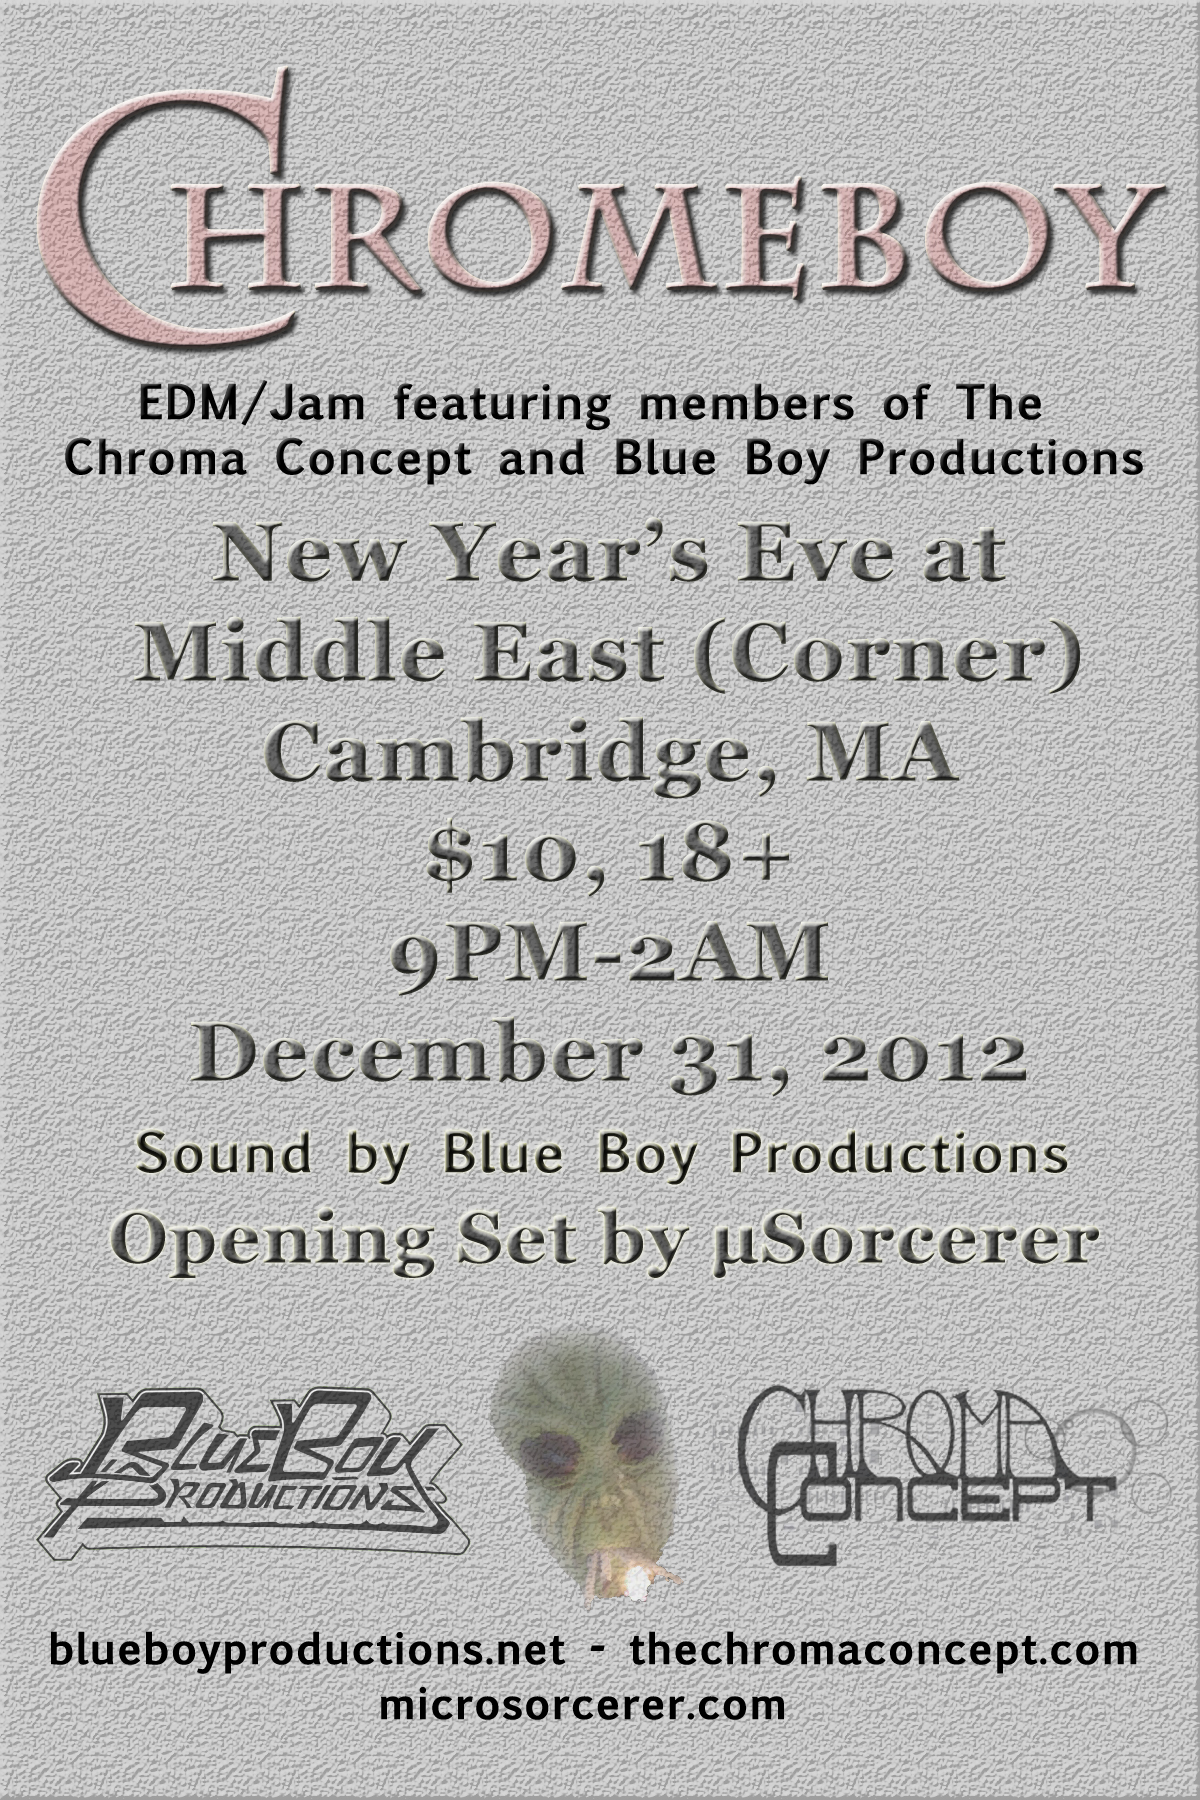 CHROMEBOY
EDM/Jam featuring members of The
Chroma Concept and Blue Boy Productions
New Year's Eve at
Middle East (Corner)
Cambridge, MA
$10, 18+
9PM-2AM
December 31, 2012
Sound by Blue Boy Productions
Opening Set by µSorcerer
BLUEBOY
PRODUCTIONS
CHROMA
CONCEPT
blueboyproductions.net - thechromaconcept.com
microsorcerer.com